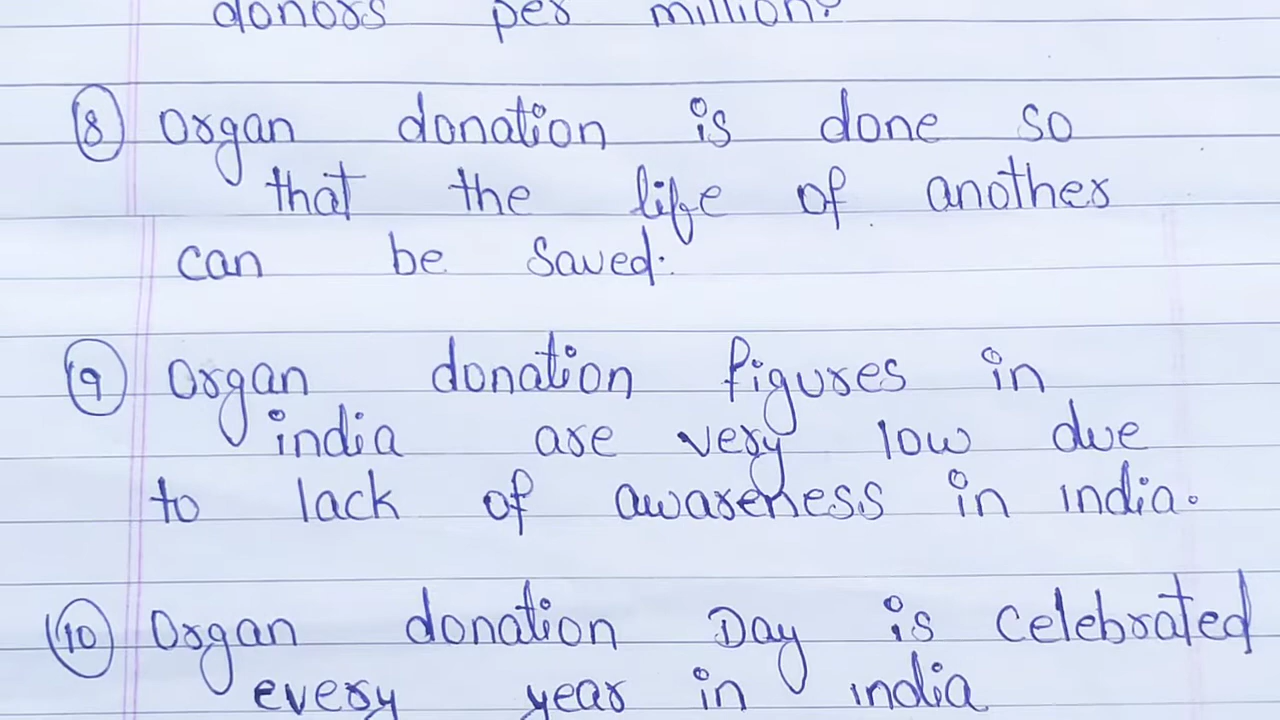 donors per million.
⑧ Organ donation is done so
that the life of another
can be saved.
⑨ Organ donation figures in
india are very low due
to lack of awareness in india.
⑩ Organ donation Day is celebrated
every year in india